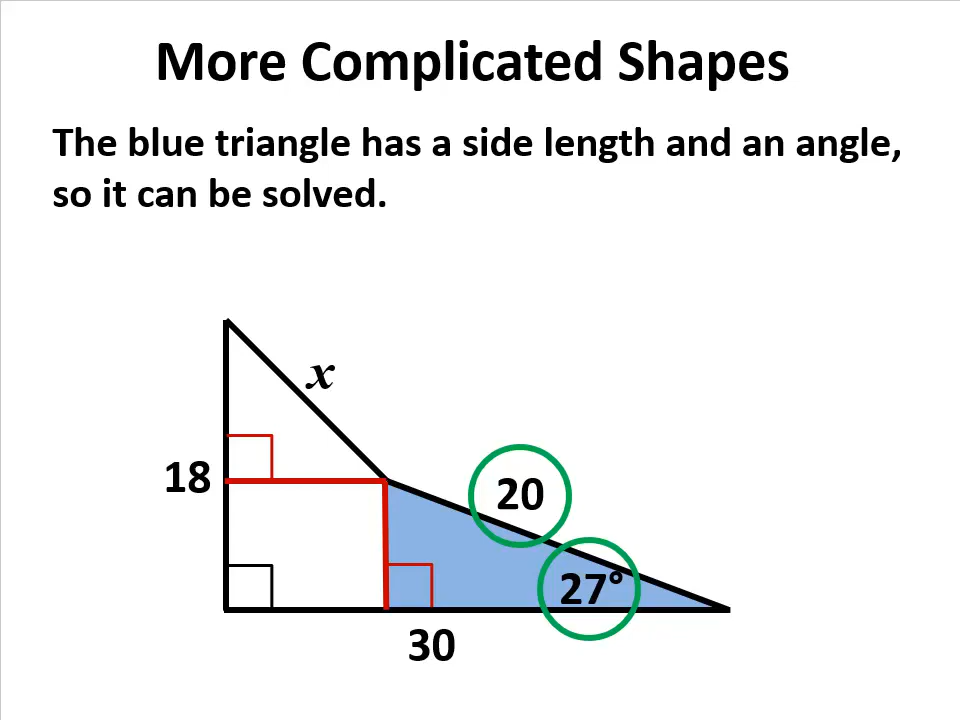 More Complicated Shapes
The blue triangle has a side length and an angle,
so it can be solved.
x
18
20
27°
30